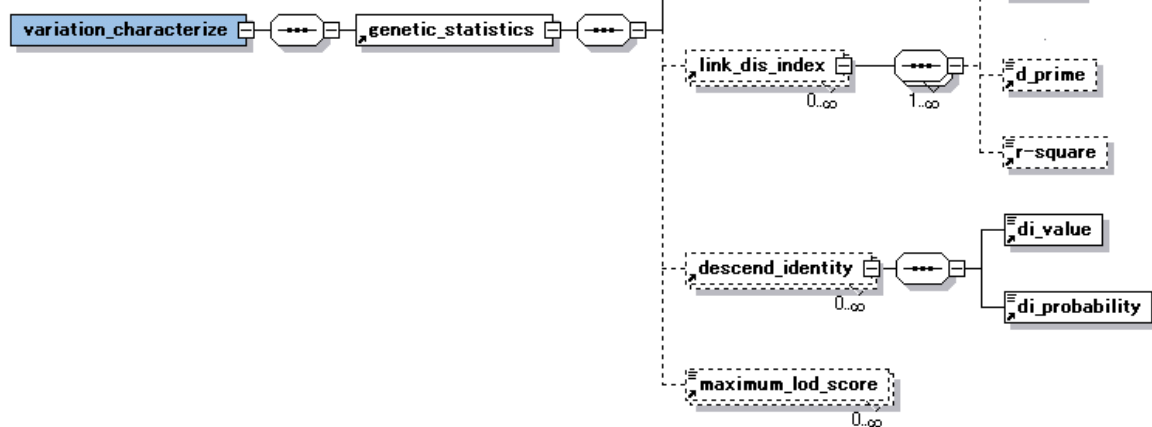 variation_characterize
genetic_statistics
link_dis_index
0..∞
1..∞
d_prime
r-square
descend_identity
0..∞
di_value
di_probability
maximum_lod_score
0..∞